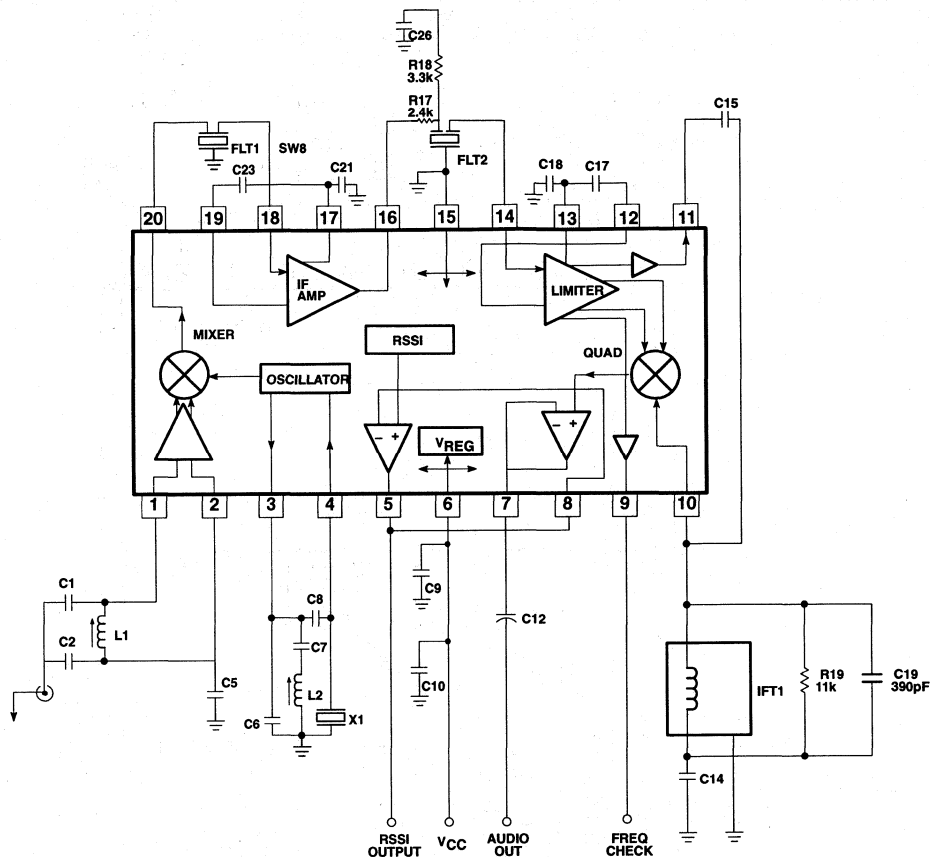 C26
R18
3.3k
R17
2.4k
C15
FLT1
SW8
FLT2
C23
C21
C18
C17
20
19
18
17
16
15
14
13
12
11
IF
AMP
LIMITER
MIXER
RSSI
QUAD
OSCILLATOR
- +
VREG
- +
1
2
3
4
5
6
7
8
9
10
C1
C8
C9
C2
L1
C7
C12
C5
L2
C10
IFT1
R19
11k
C19
390pF
C6
X1
C14
RSSI
OUTPUT
VCC
AUDIO
OUT
FREQ
CHECK